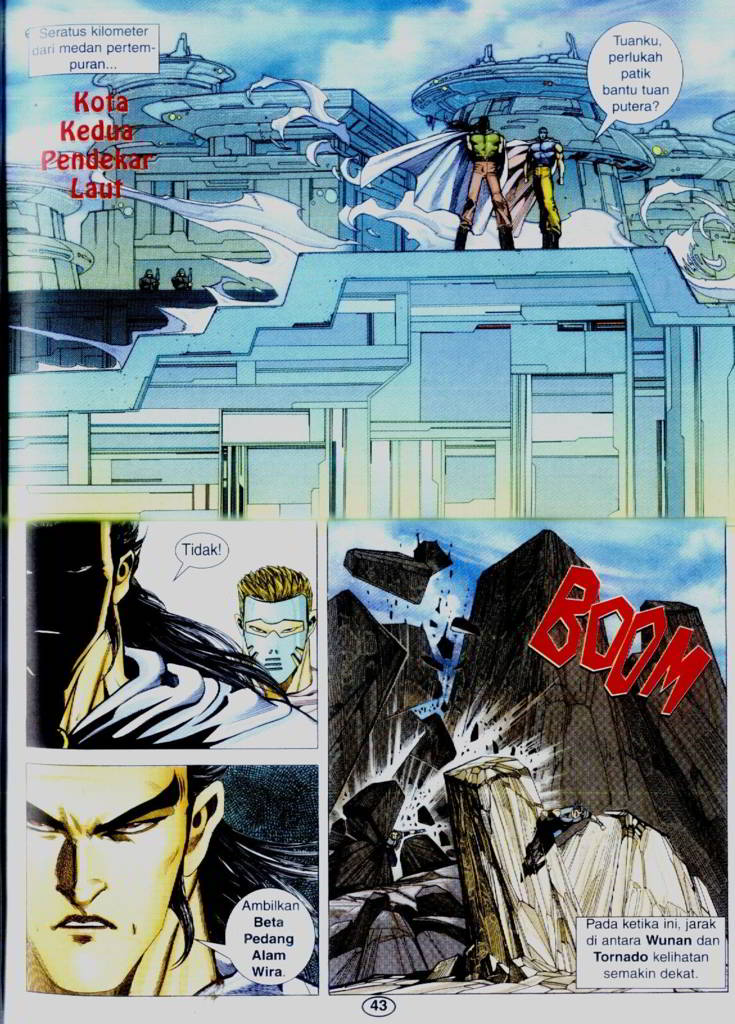 Seratus kilometer
dari medan pertem-
puran...
Kota
Kedua
Pendekar
Laut
Tuanku,
perlukah
patik
bantu tuan
putera?
Tidak!
BOOM
Ambilkan
Beta
Pedang
Alam
Wira.
Pada ketika ini, jarak
di antara Wunan dan
Tornado kelihatan
semakin dekat.
43